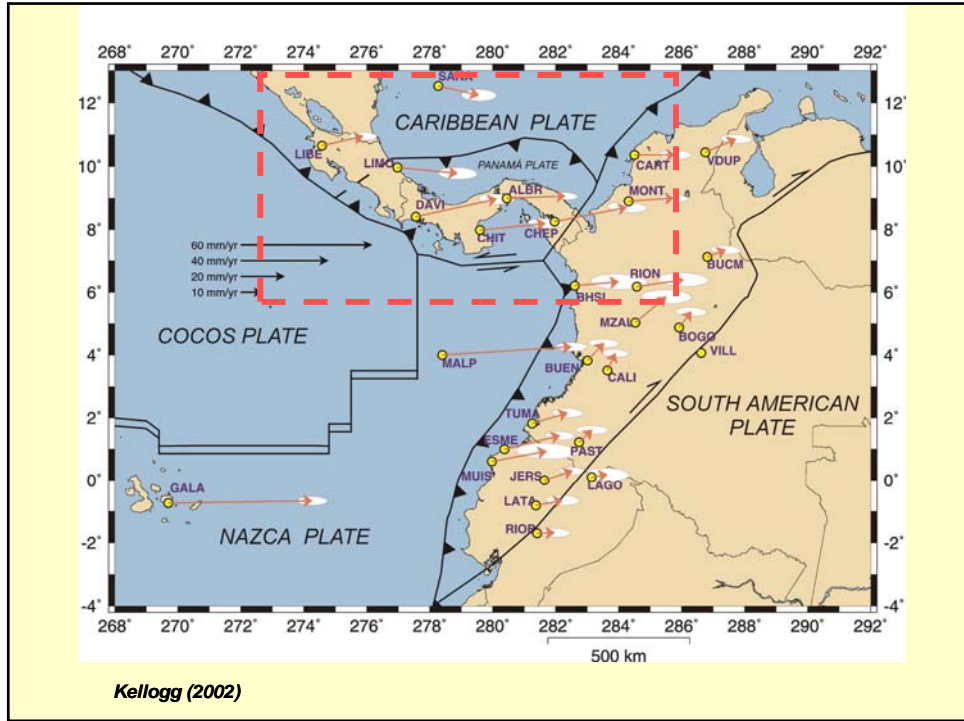 268° 270° 272° 274° 276° 278° 280° 282° 284° 286° 288° 290° 292°
SANA
12° 12°
CARIBBEAN PLATE
LIBE
LIMO
PANAMÁ PLATE
CART
VDUP
10° 10°
ALBR
MONT
DAVI
CHIT
CHEP
8° 8°
60 mm/yr
40 mm/yr
20 mm/yr
10 mm/yr
BUCM
RION
6° 6°
BHSL
MZAL
BOGO
COCOS PLATE
VILL
4° 4°
MALP
BUEN
CALI
SOUTH AMERICAN
PLATE
TUMA
2° 2°
ESME
PAST
MUIS
JERS
LAGO
0° 0°
GALA
LATA
RIOB
NAZCA PLATE
-2° -2°
-4° -4°
268° 270° 272° 274° 276° 278° 280° 282° 284° 286° 288° 290° 292°
500 km
Kellogg (2002)